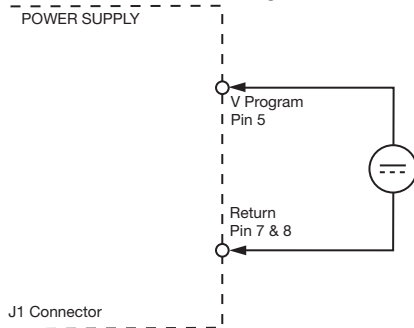 POWER SUPPLY
V Program
Pin 5
Return
Pin 7 & 8
J1 Connector